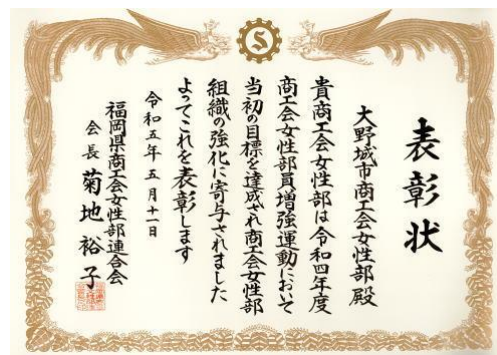 表彰状
大野城市商工会女性部殿
貴商工会女性部は令和四年度
商工会女性部員増強運動において
当初の目標を達成され商工会女性部
組織の強化に寄与されました
よってこれを表彰します
令和五年五月十一日
福岡県商工会女性部連合会
会長 菊地裕子
S